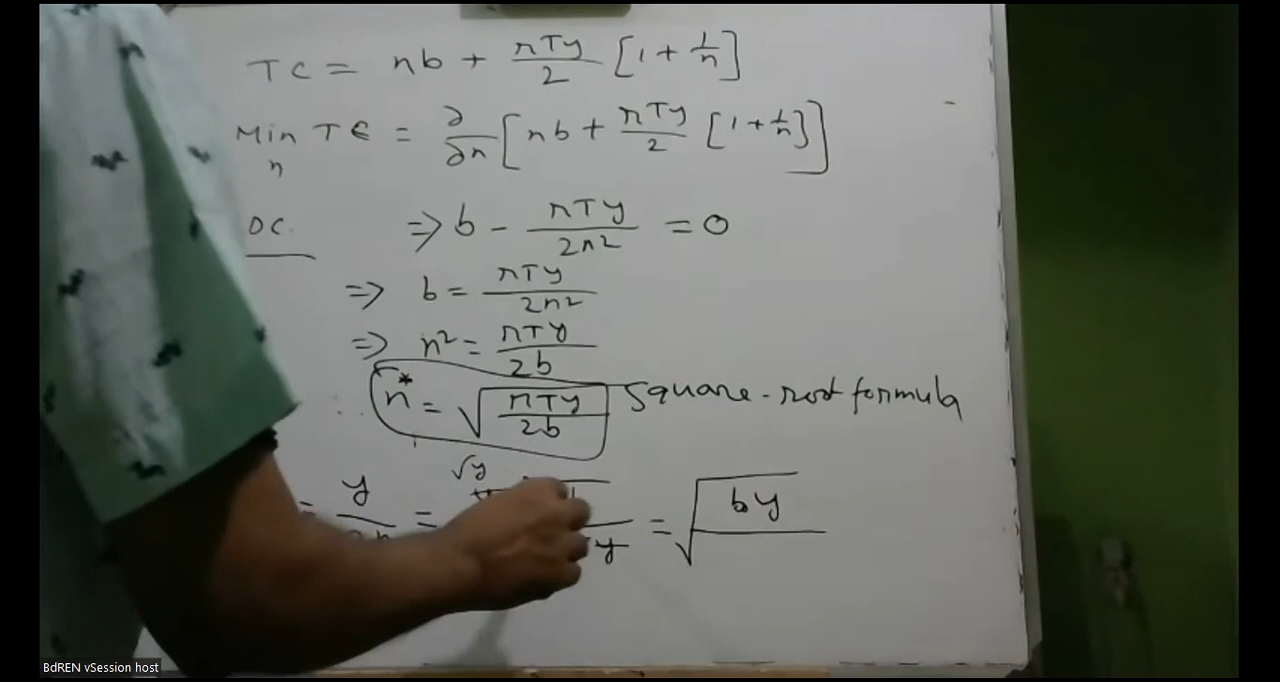 TC = nb + rTy/2 [1 + 1/n]
Min TC = ∂/∂n [nb + rTy/2 [1 + 1/n]]
n
OC. ⇒ b - rTy/2n² = 0
⇒ b = rTy/2n²
⇒ n² = rTy/2b
n* = √(rTy/2b) Square-root formula
= y/2n = √y = √(by
BdREN vSession host